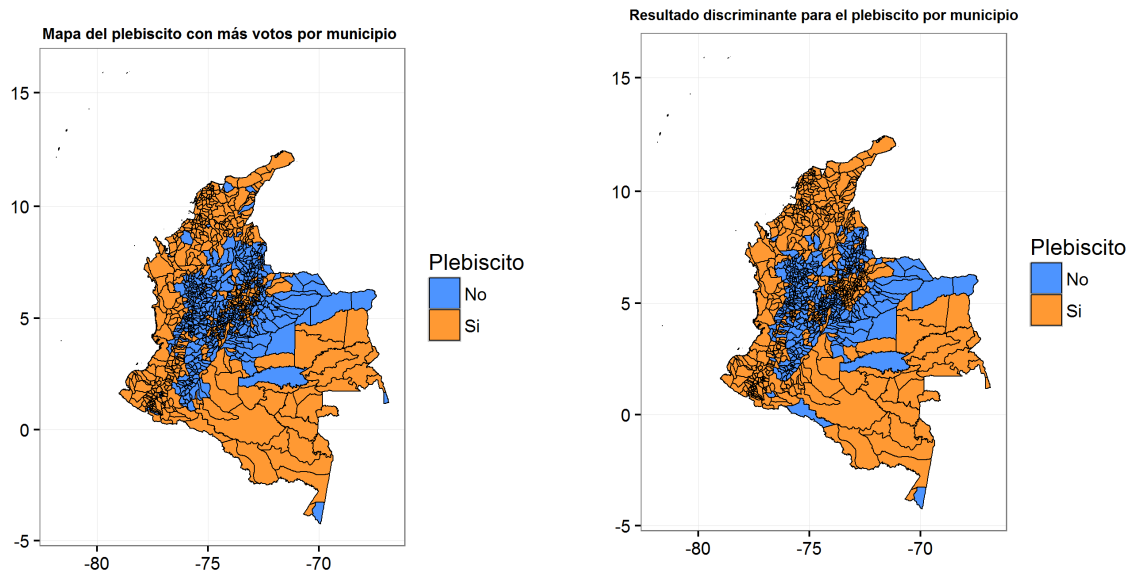 Mapa del plebiscito con más votos por municipio
15
10
5
0
-5
-80
-75
-70
Plebiscito
No
Si
Resultado discriminante para el plebiscito por municipio
15
10
5
0
-5
-80
-75
-70
Plebiscito
No
Si